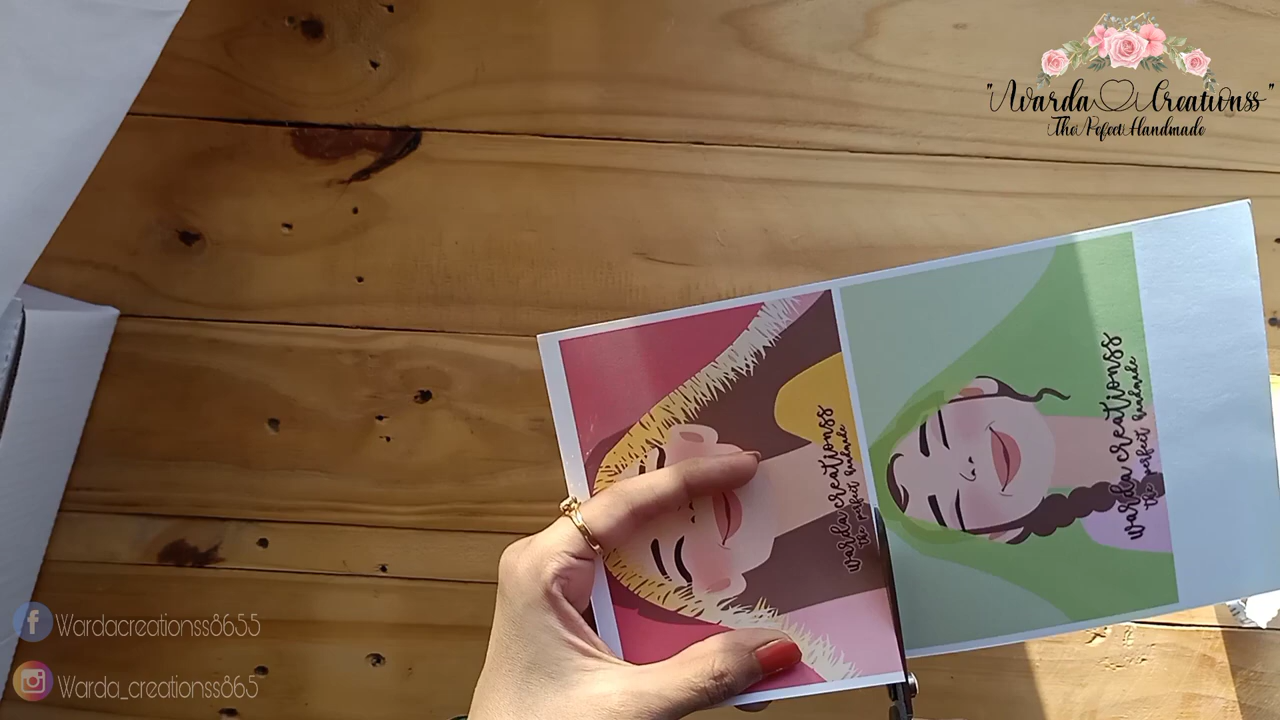 "Warda Creationss"
The Pefect Handmade
warda creationss
the perfect handmade
warda creationss
the perfect handmade
Wardacreationss8655
Warda_creationss865